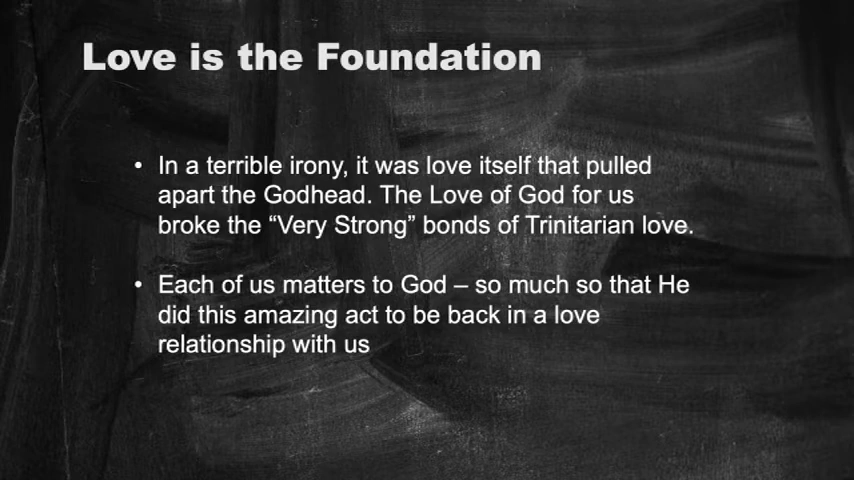 Love is the Foundation
• In a terrible irony, it was love itself that pulled
apart the Godhead. The Love of God for us
broke the “Very Strong” bonds of Trinitarian love.
• Each of us matters to God – so much so that He
did this amazing act to be back in a love
relationship with us